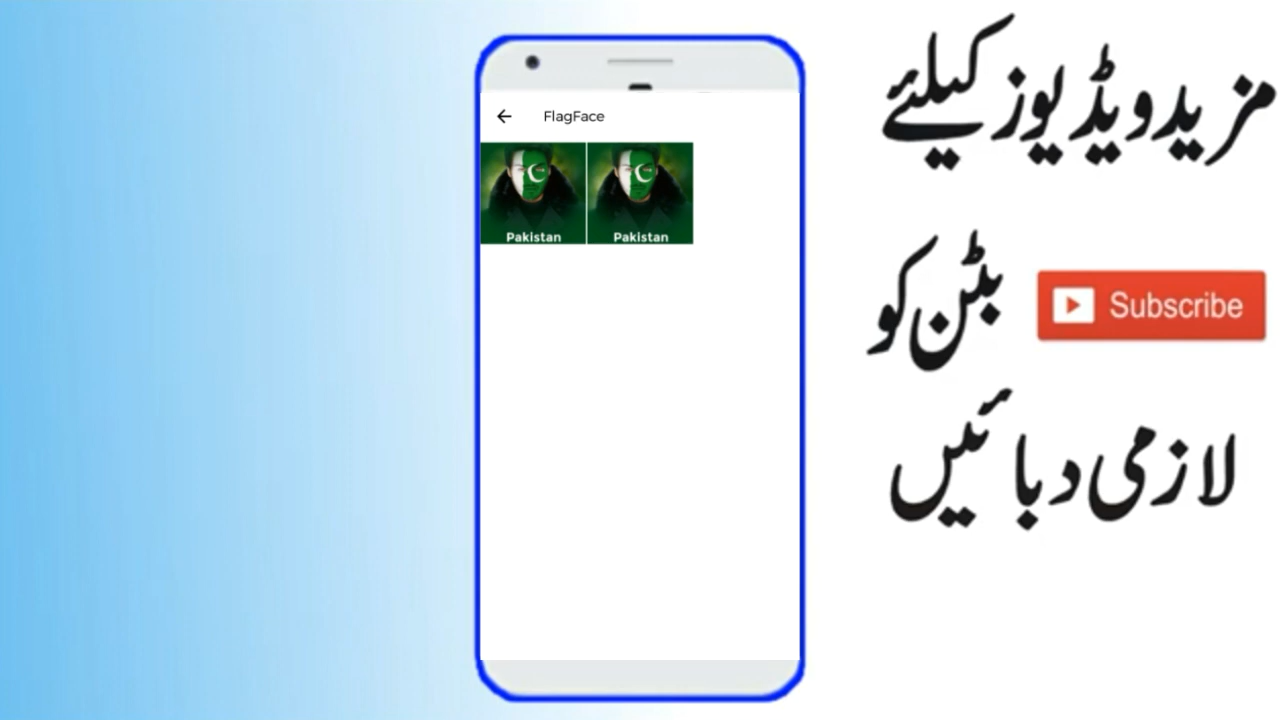 FlagFace
Pakistan Pakistan
مزید ویڈیوز کیلئے
Subscribe بٹن کو
لازمی دبائیں